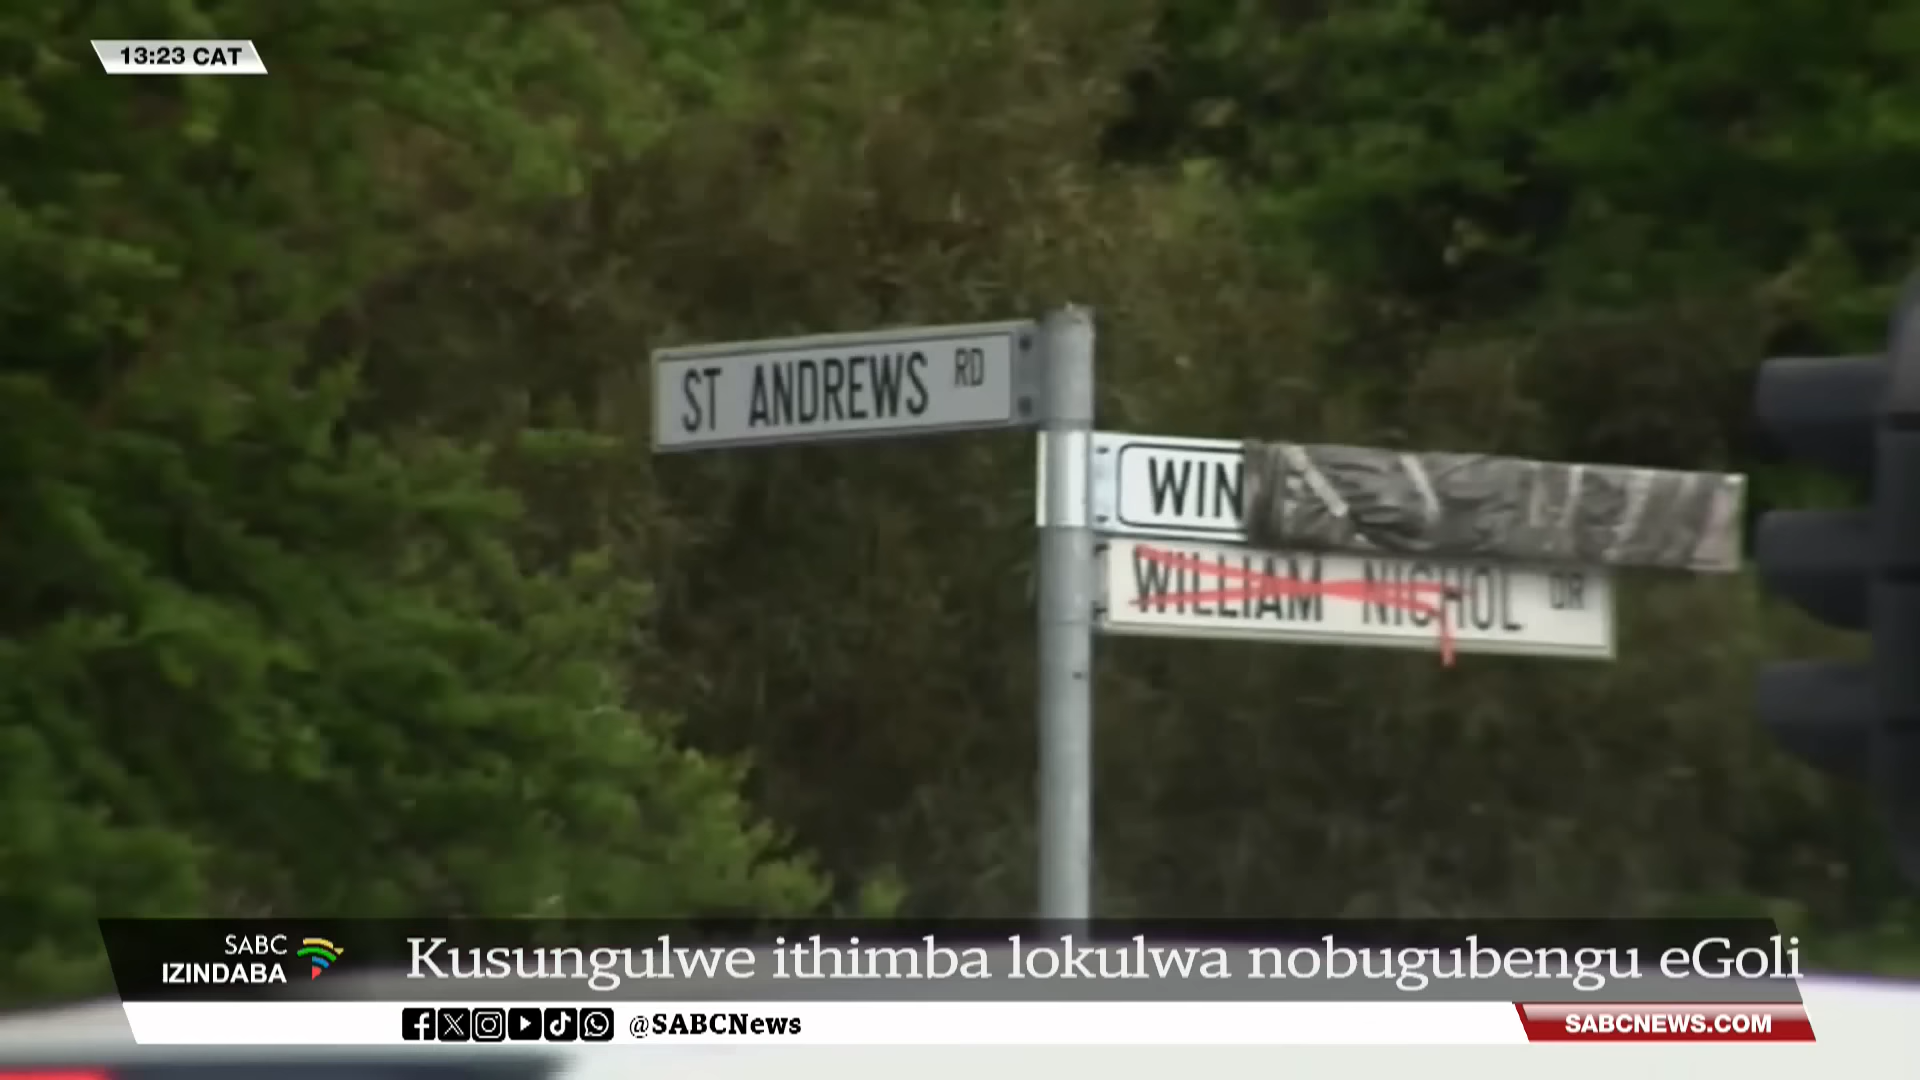 13:23 CAT
ST ANDREWS RD
WIN
WILLIAM NICHOL DR
SABC
IZINDABA
Kusungulwe ithimba lokulwa nobugubengu eGoli
@SABCNews
SABCNEWS.COM